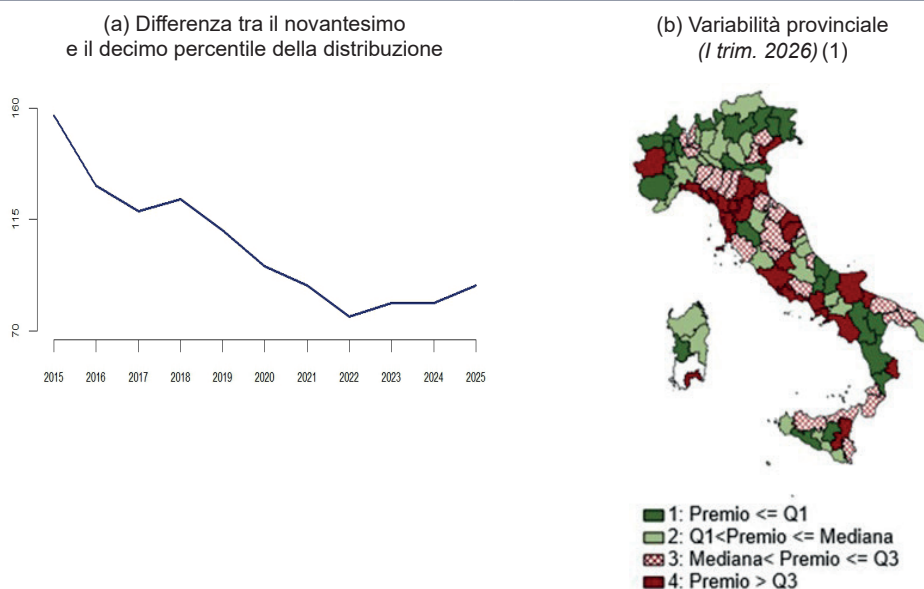 (a) Differenza tra il novantesimo
e il decimo percentile della distribuzione
160
115
70
2015 2016 2017 2018 2019 2020 2021 2022 2023 2024 2025
(b) Variabilità provinciale
(I trim. 2026) (1)
1: Premio <= Q1
2: Q1<Premio <= Mediana
3: Mediana< Premio <= Q3
4: Premio > Q3